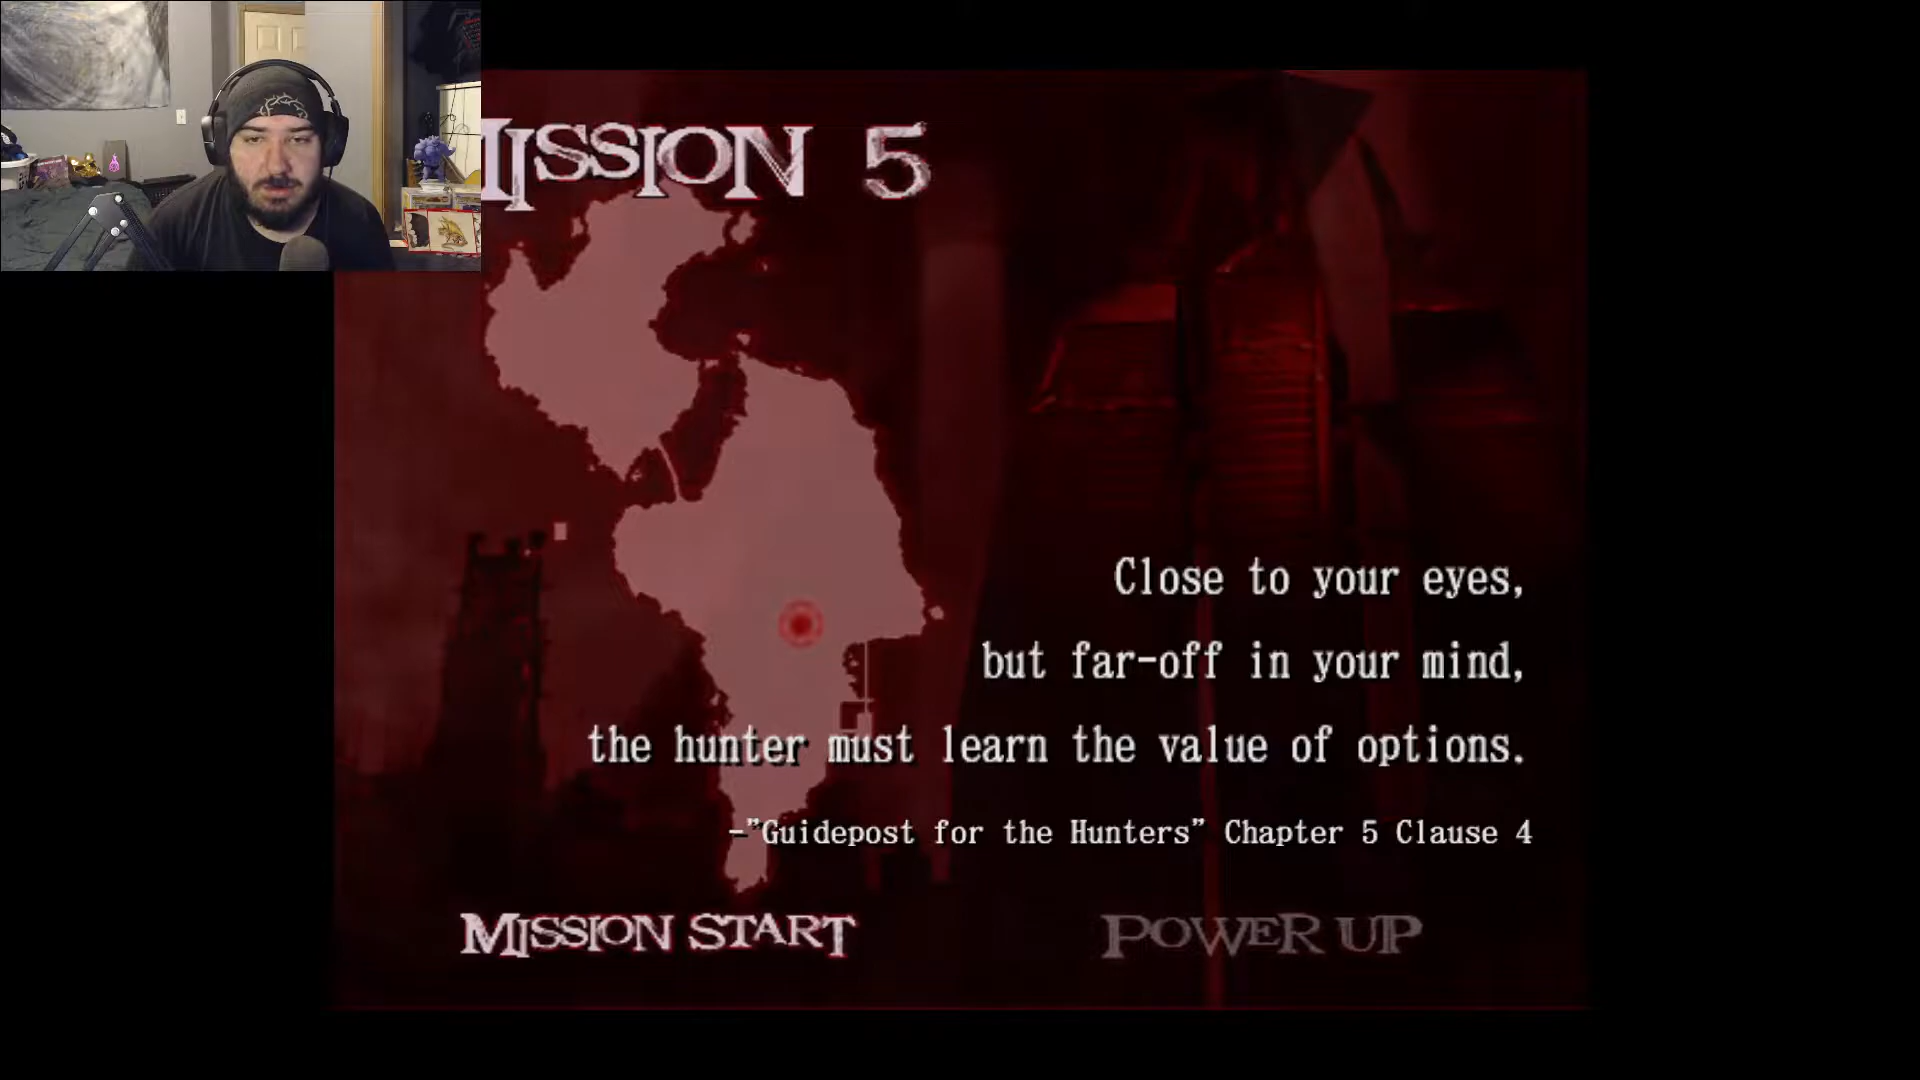 MISSION 5
Close to your eyes,
but far-off in your mind,
the hunter must learn the value of options.
-"Guidepost for the Hunters" Chapter 5 Clause 4
MISSION START
POWER UP